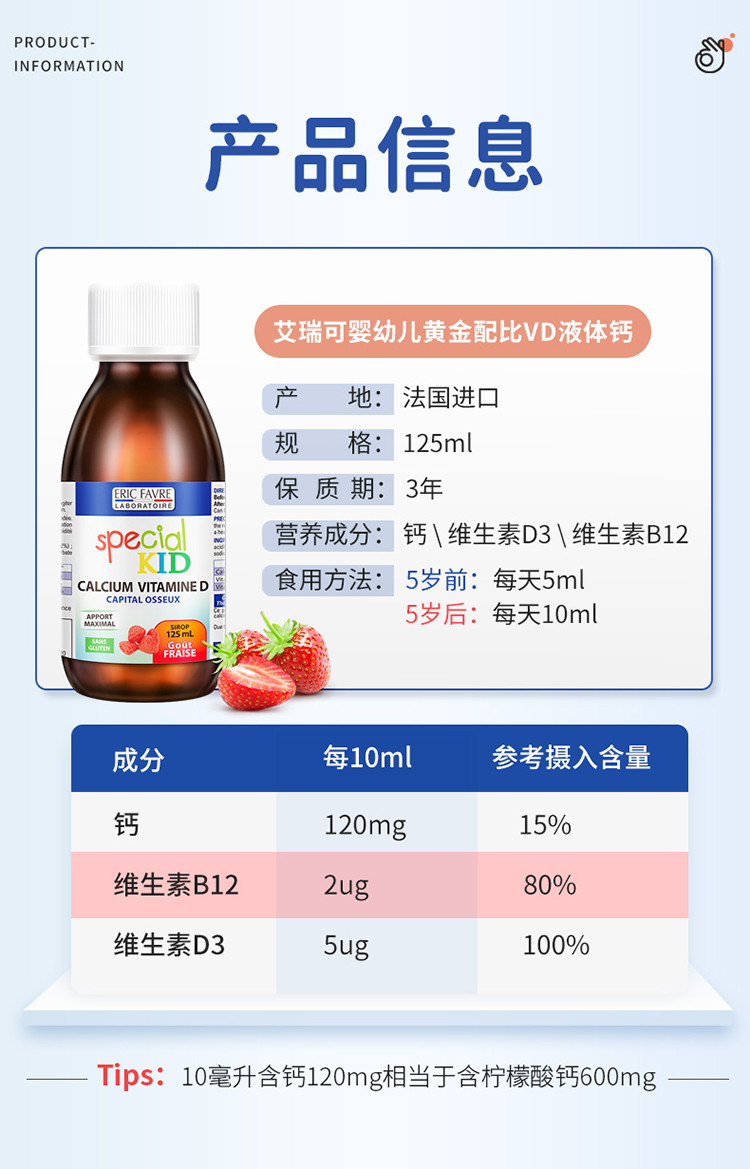 PRODUCT-
INFORMATION
产品信息
艾瑞可婴幼儿黄金配比VD液体钙
产 地： 法国进口
规 格： 125ml
保 质 期： 3年
营养成分： 钙 \ 维生素D3 \ 维生素B12
食用方法： 5岁前：每天5ml
5岁后：每天10ml
ERIC FAVRE
LABORATOIRE
special
KID
CALCIUM VITAMINE D
CAPITAL OSSEUX
APPORT
MAXIMAL
SANS
GLUTEN
SIROP
125 mL
Goût
FRAISE
成分 每10ml 参考摄入含量
钙 120mg 15%
维生素B12 2ug 80%
维生素D3 5ug 100%
Tips：10毫升含钙120mg相当于含柠檬酸钙600mg